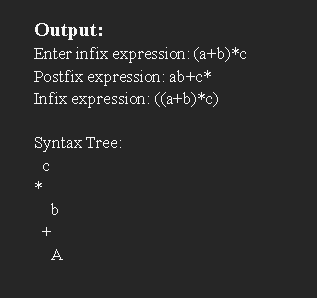 Output:
Enter infix expression: (a+b)*c
Postfix expression: ab+c*
Infix expression: ((a+b)*c)
Syntax Tree:
c
*
b
+
A